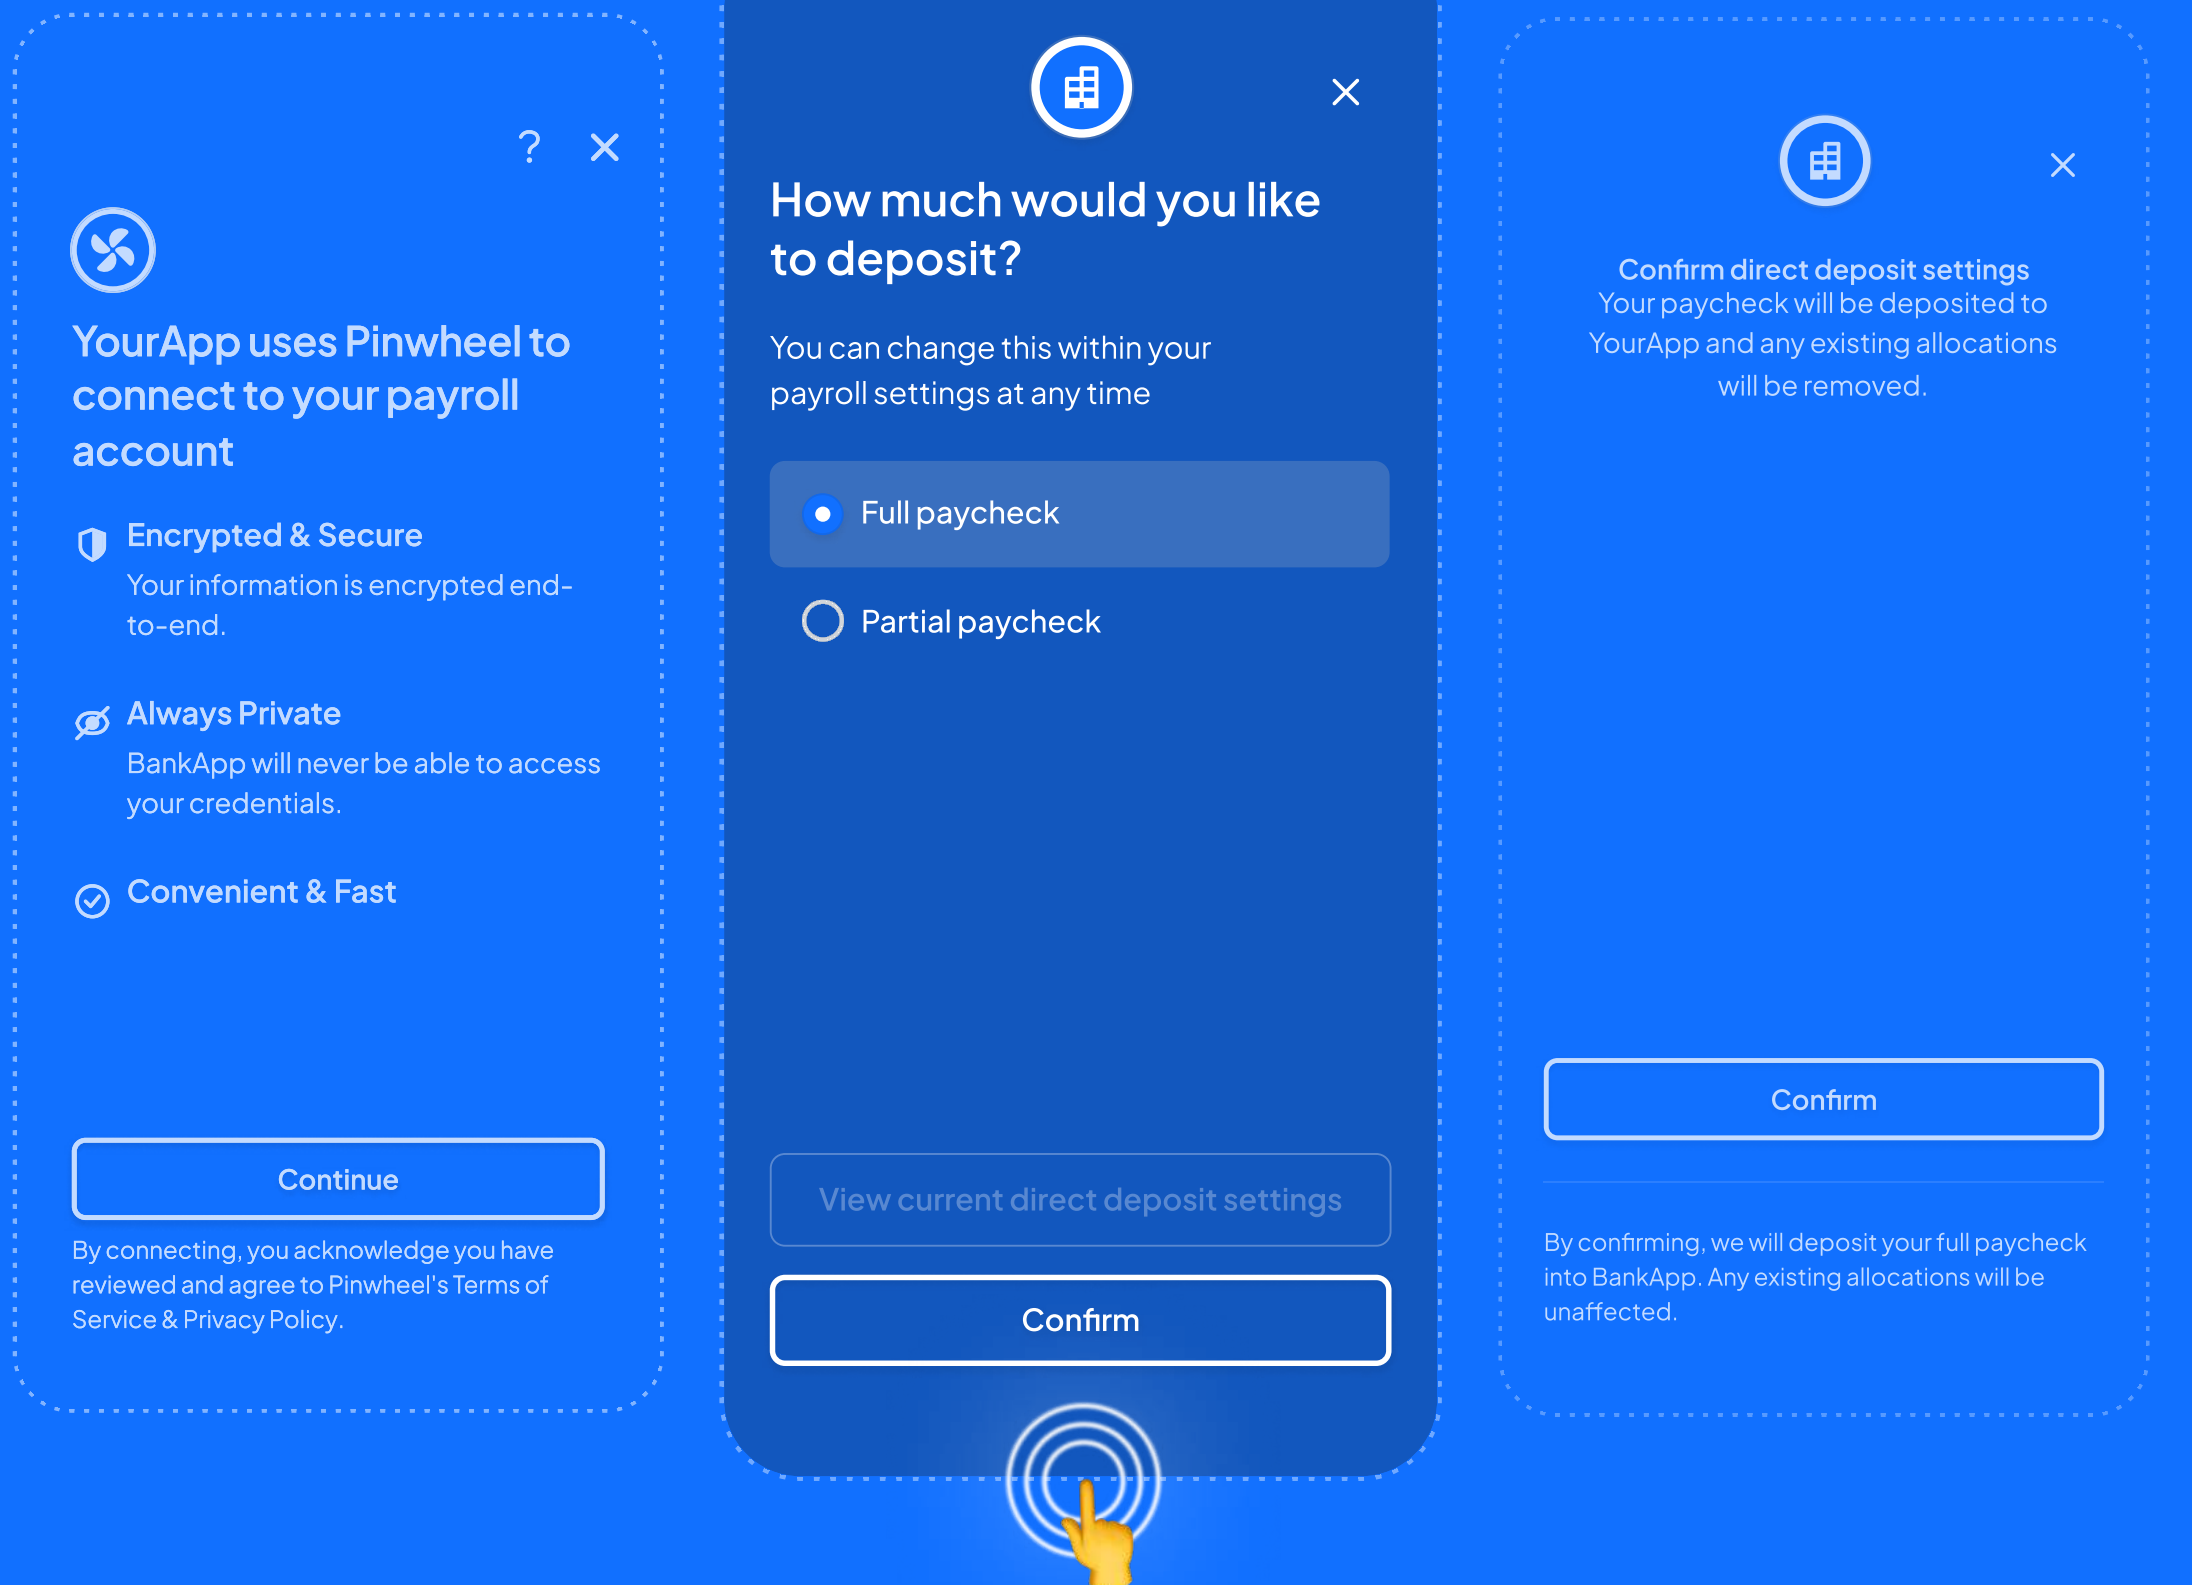 ?
YourApp uses Pinwheel to
connect to your payroll
account
Encrypted & Secure
Your information is encrypted end-
to-end.
Always Private
BankApp will never be able to access
your credentials.
Convenient & Fast
Continue
By connecting, you acknowledge you have
reviewed and agree to Pinwheel's Terms of
Service & Privacy Policy.
How much would you like
to deposit?
You can change this within your
payroll settings at any time
Full paycheck
Partial paycheck
View current direct deposit settings
Confirm
Confirm direct deposit settings
Your paycheck will be deposited to
YourApp and any existing allocations
will be removed.
Confirm
By confirming, we will deposit your full paycheck
into BankApp. Any existing allocations will be
unaffected.